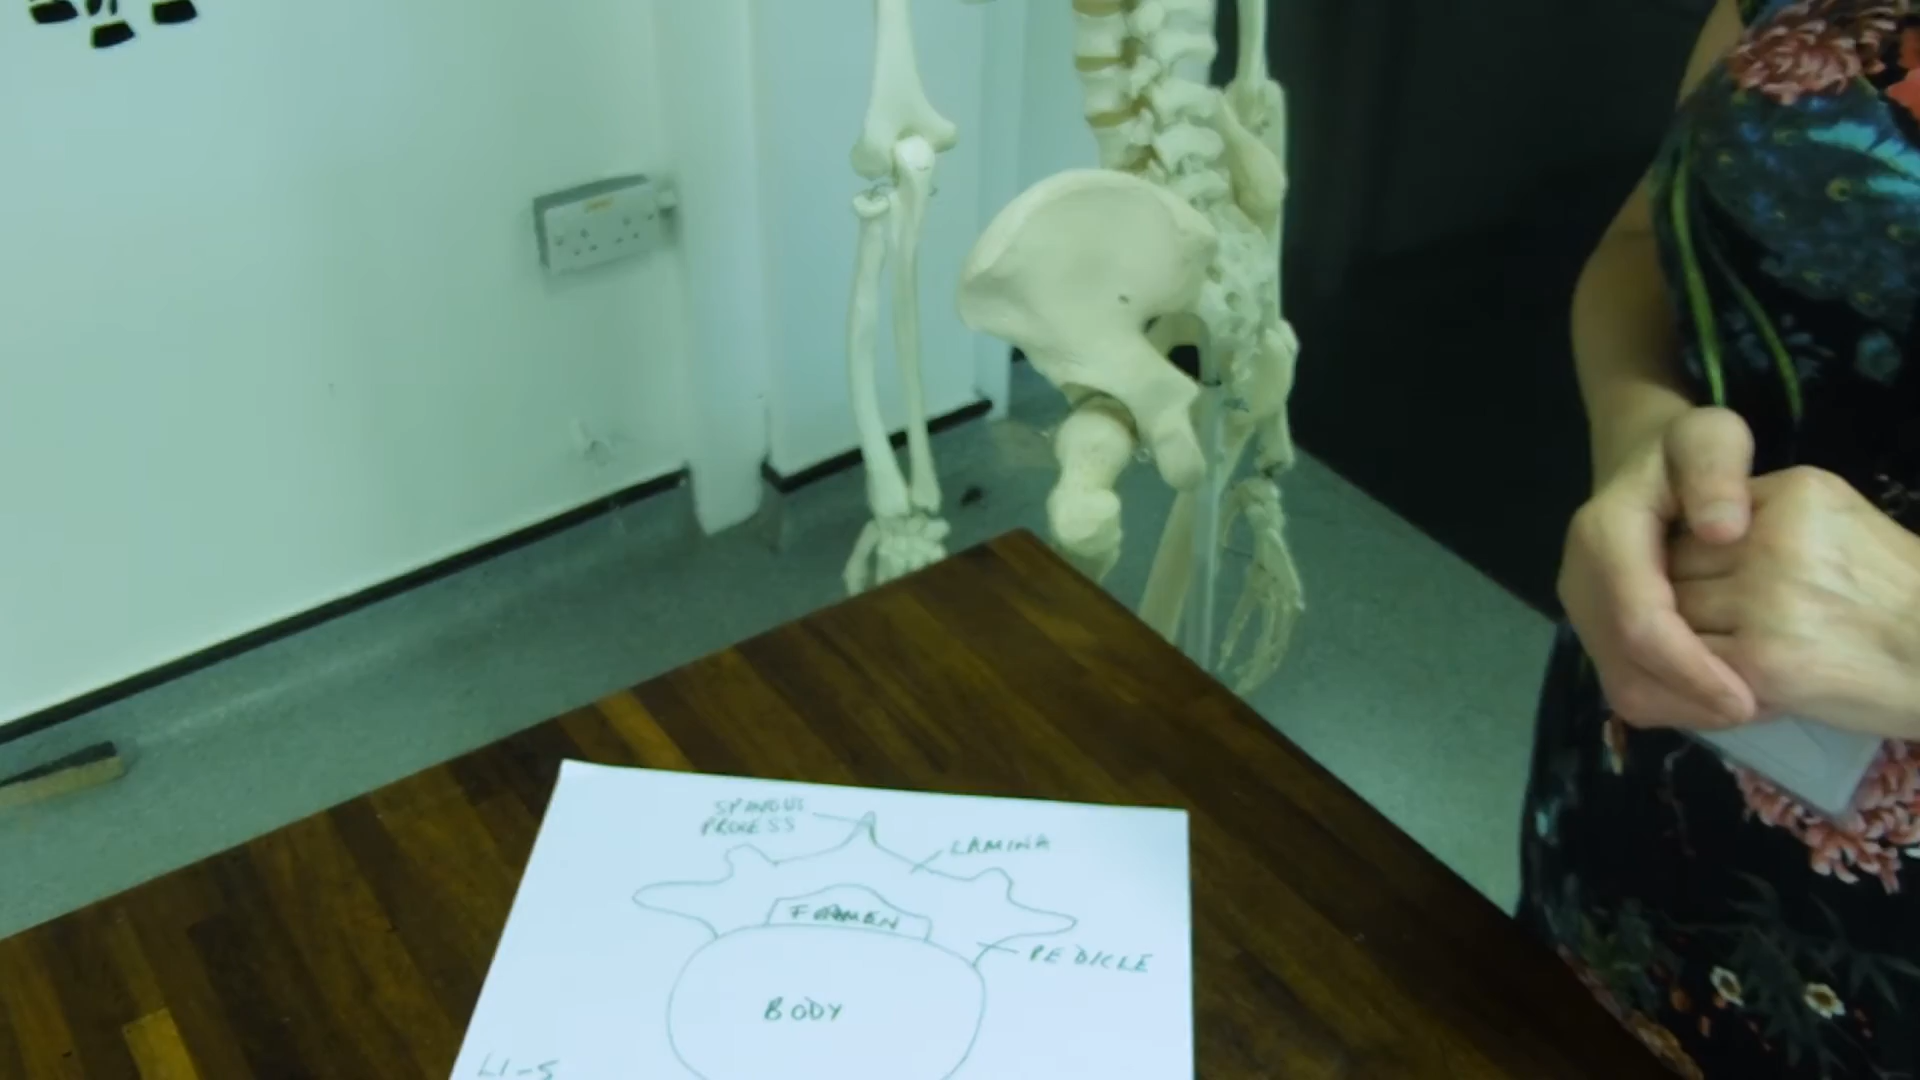 SPINOUS
PROCESS
LAMINA
FORAMEN
PEDICLE
BODY
L1-5